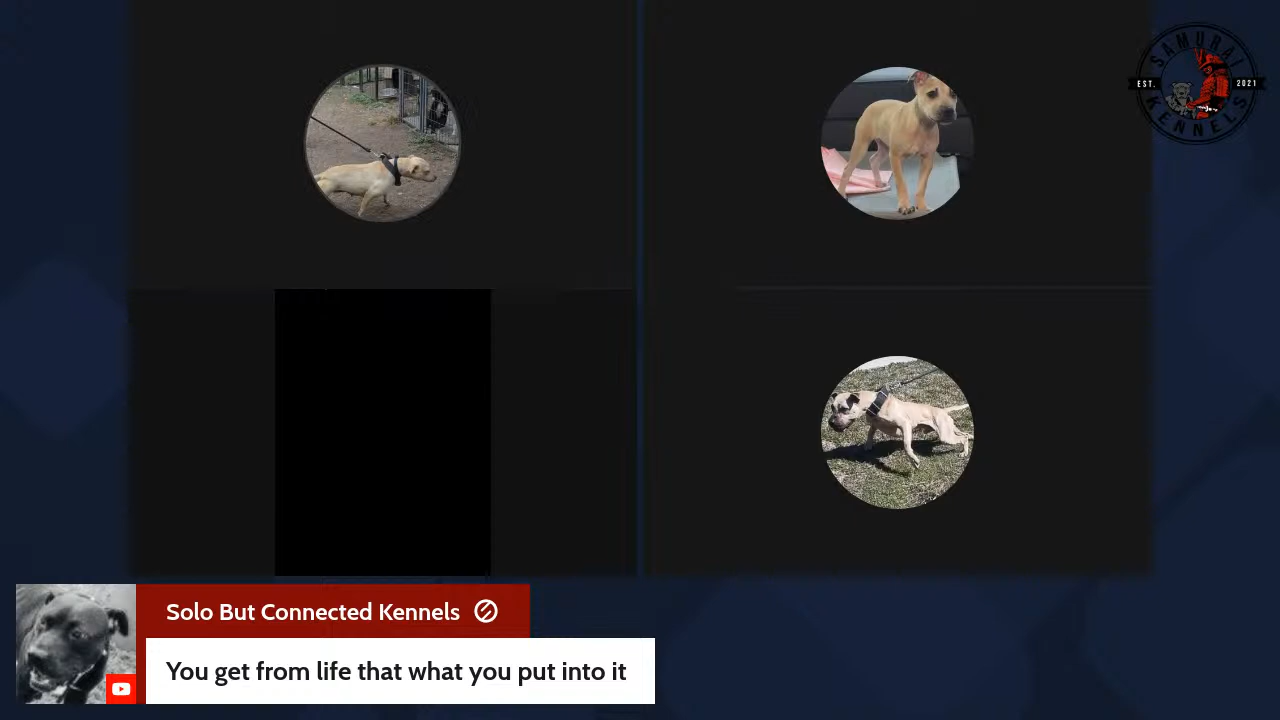 SAMURAI
EST. 2021
KENNELS
Solo But Connected Kennels
You get from life that what you put into it